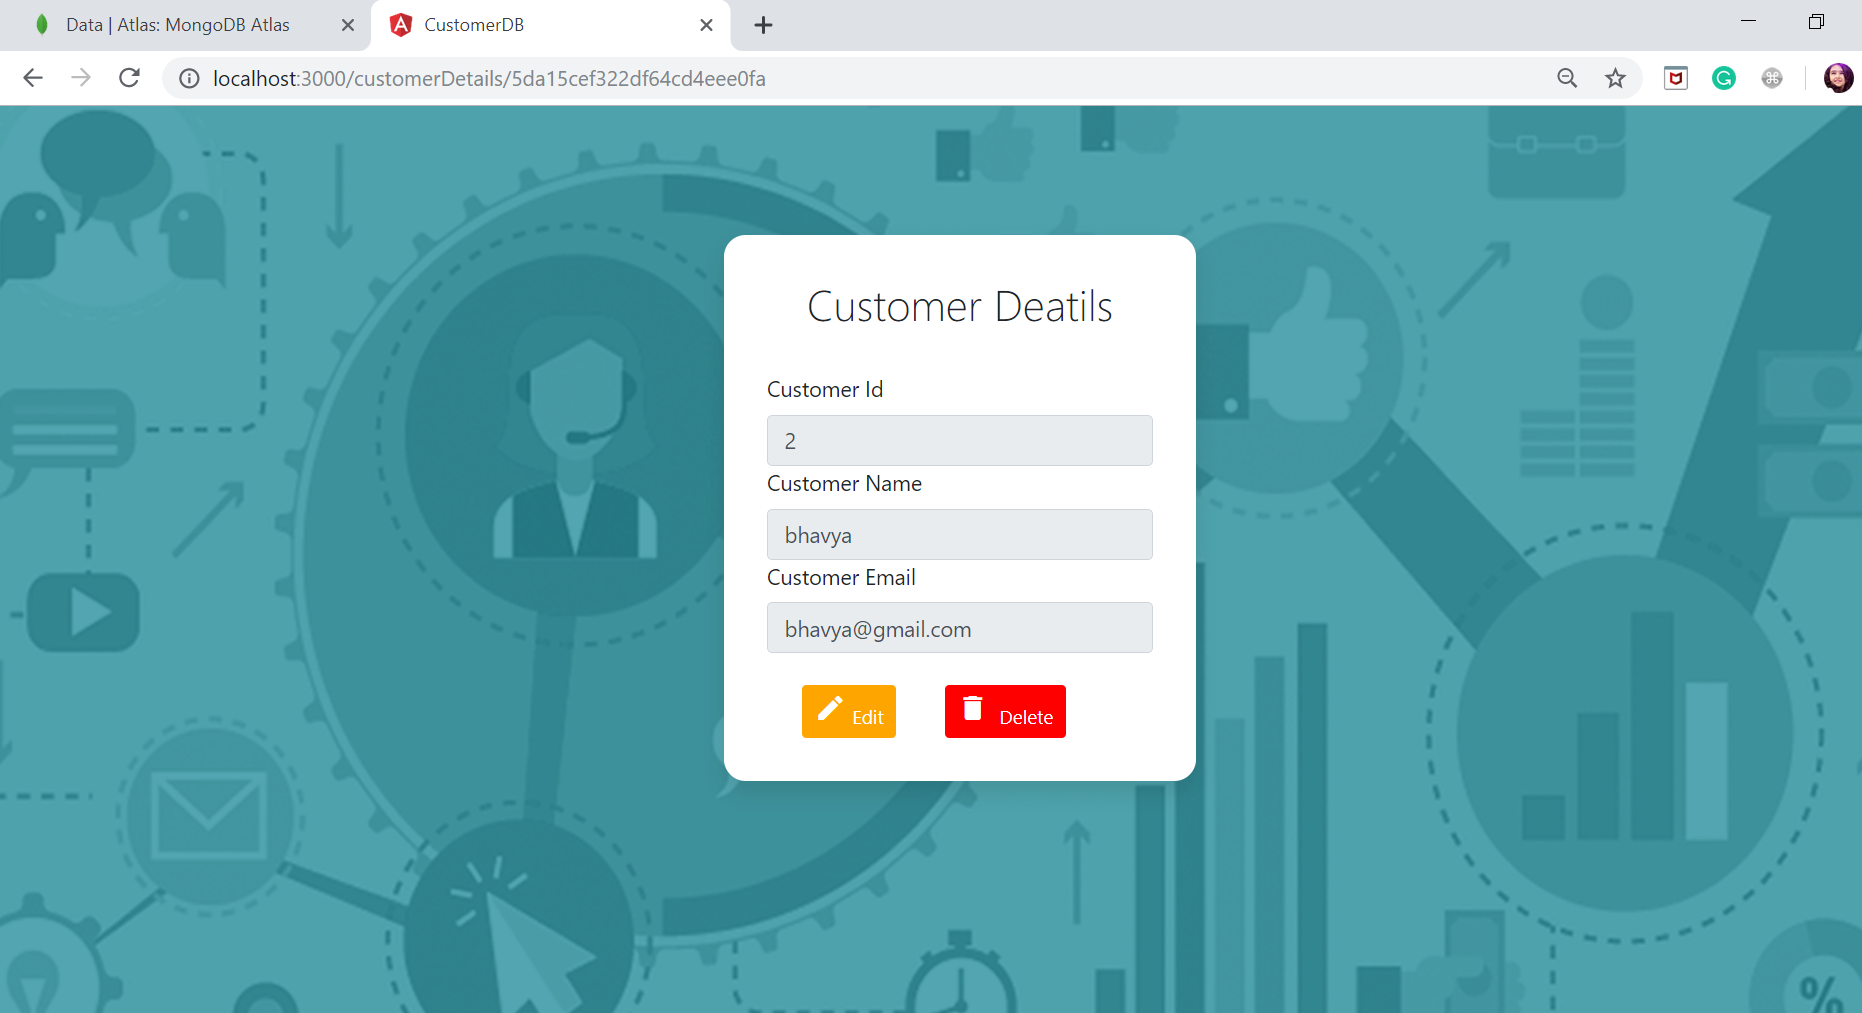 Data | Atlas: MongoDB Atlas
CustomerDB
localhost:3000/customerDetails/5da15cef322df64cd4eee0fa
Customer Deatils
Customer Id
2
Customer Name
bhavya
Customer Email
bhavya@gmail.com
Edit
Delete
%